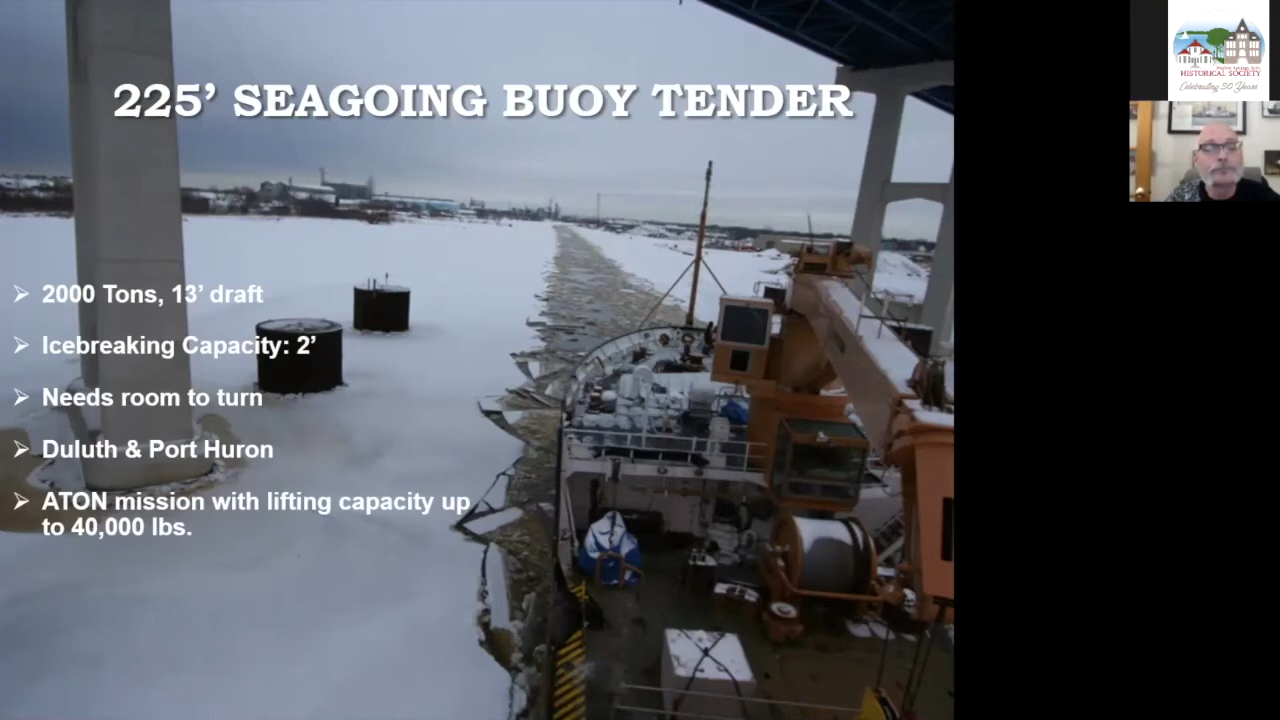 225’ SEAGOING BUOY TENDER
➢ 2000 Tons, 13’ draft
➢ Icebreaking Capacity: 2’
➢ Needs room to turn
➢ Duluth & Port Huron
➢ ATON mission with lifting capacity up
to 40,000 lbs.
HISTORICAL SOCIETY
Celebrating 50 Years